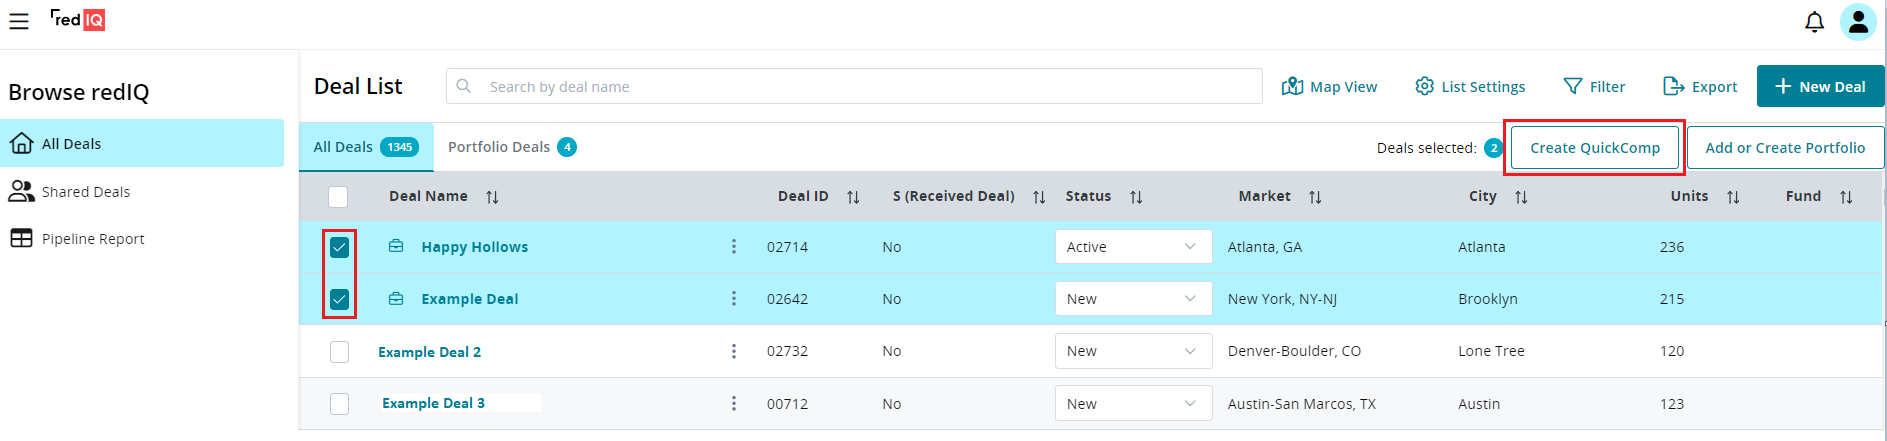 red IQ
Browse redIQ
All Deals
Shared Deals
Pipeline Report
Deal List
Search by deal name
Map View
List Settings
Filter
Export
+ New Deal
All Deals 1345
Portfolio Deals 4
Deals selected: 2
Create QuickComp
Add or Create Portfolio
Deal Name Deal ID S (Received Deal) Status Market City Units Fund
Happy Hollows 02714 No Active Atlanta, GA Atlanta 236
Example Deal 02642 No New New York, NY-NJ Brooklyn 215
Example Deal 2 02732 No New Denver-Boulder, CO Lone Tree 120
Example Deal 3 00712 No New Austin-San Marcos, TX Austin 123